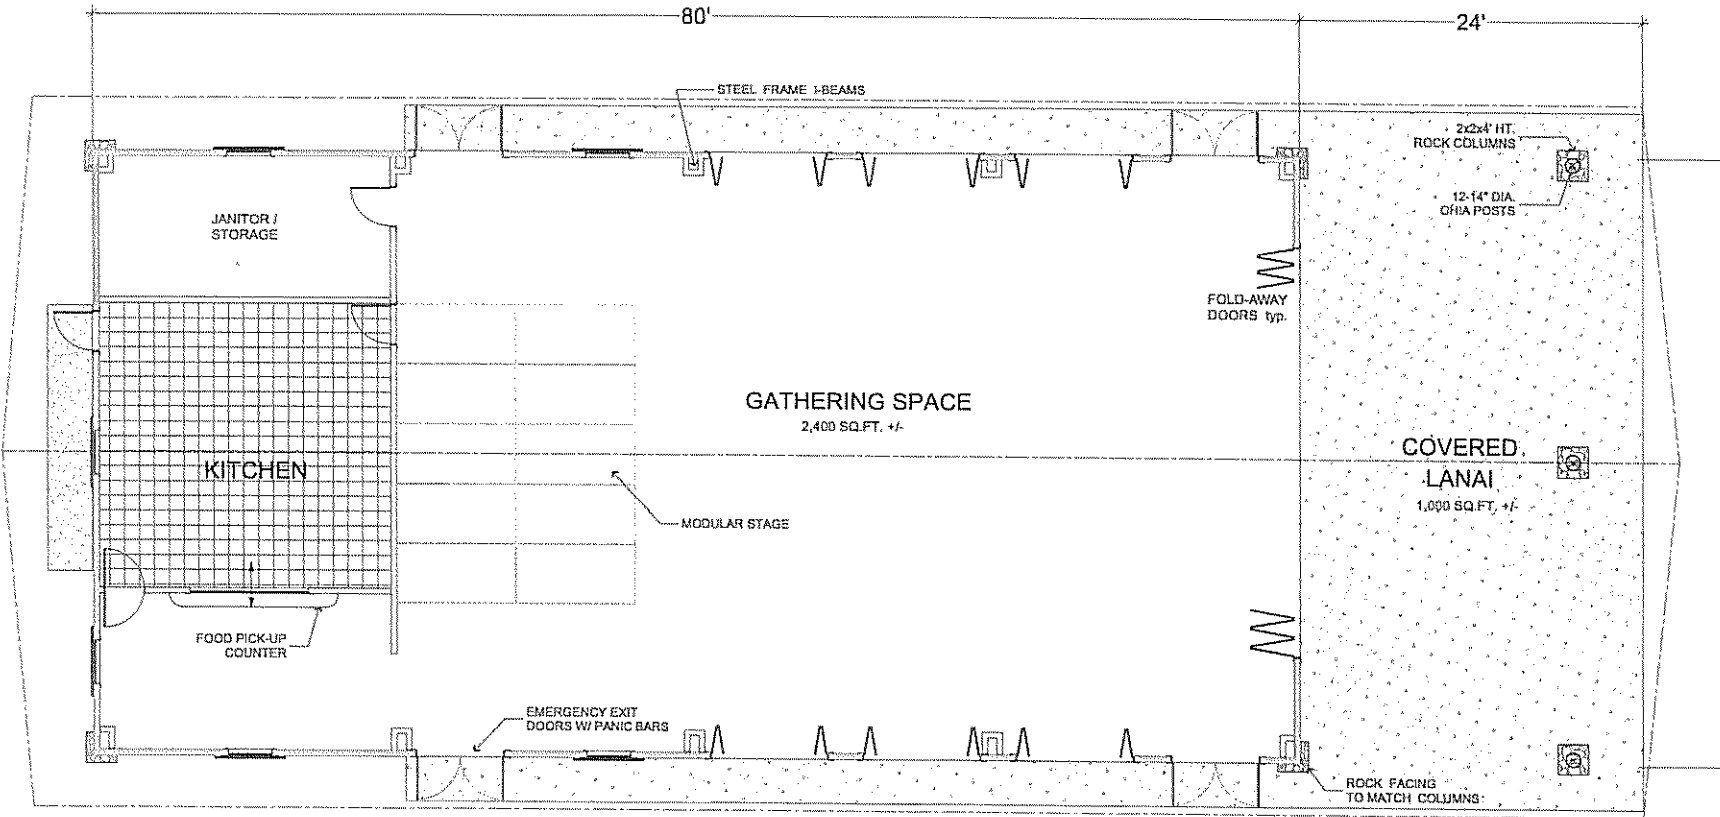 80'
24'
STEEL FRAME I-BEAMS
2x2x4' HT.
ROCK COLUMNS
12-14" DIA.
OHIA POSTS
JANITOR /
STORAGE
FOLD-AWAY
DOORS typ.
GATHERING SPACE
2,400 SQ.FT. +/-
COVERED
LANAI
1,000 SQ.FT. +/-
KITCHEN
MODULAR STAGE
FOOD PICK-UP
COUNTER
EMERGENCY EXIT
DOORS W/ PANIC BARS
ROCK FACING
TO MATCH COLUMNS